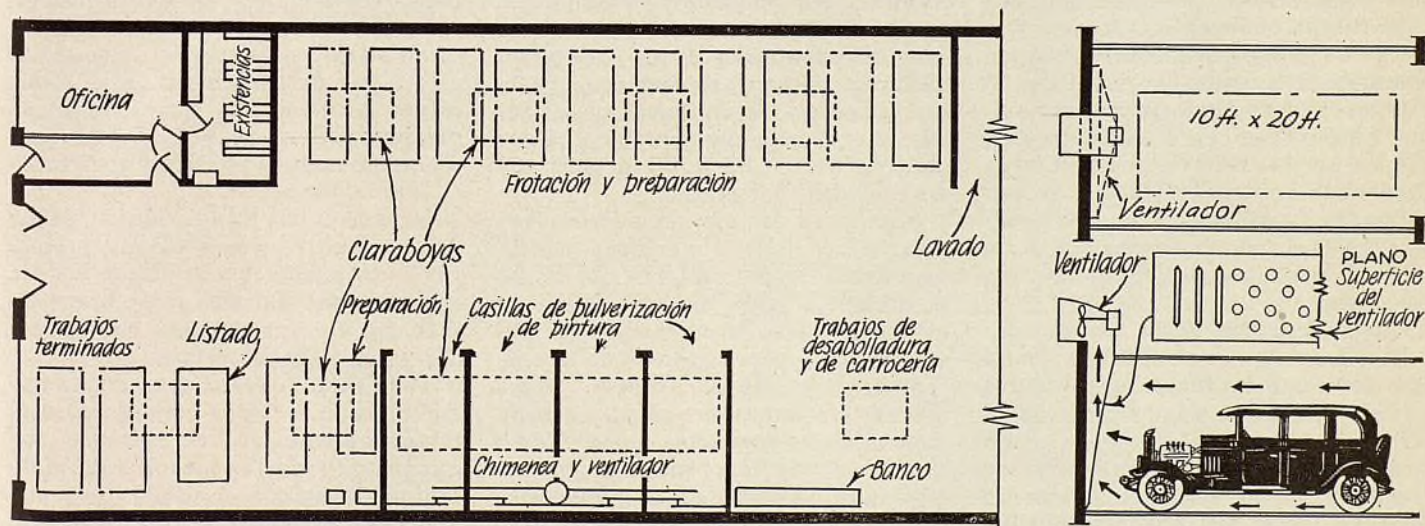 Oficina
Existencias
Frotación y preparación
Claraboyas
Lavado
Preparación
Casillas de pulverización
de pintura
Trabajos
terminados
Listado
Trabajos de
desabolladura
y de carrocería
Chimenea y ventilador
Banco
10 ft. x 20 ft.
Ventilador
Ventilador
PLANO
Superficie
del
ventilador